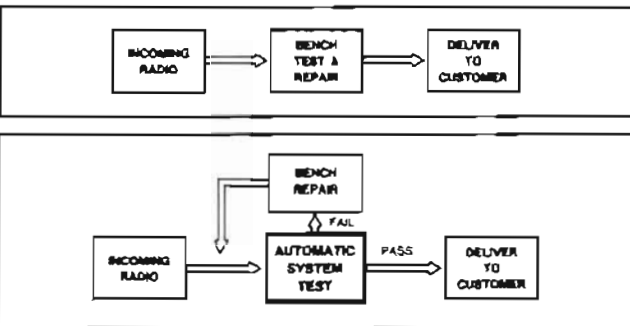 INCOMING
RADIO
BENCH
TEST &
REPAIR
DELIVER
TO
CUSTOMER
BENCH
REPAIR
FAIL
INCOMING
RADIO
AUTOMATIC
SYSTEM
TEST
PASS
DELIVER
TO
CUSTOMER